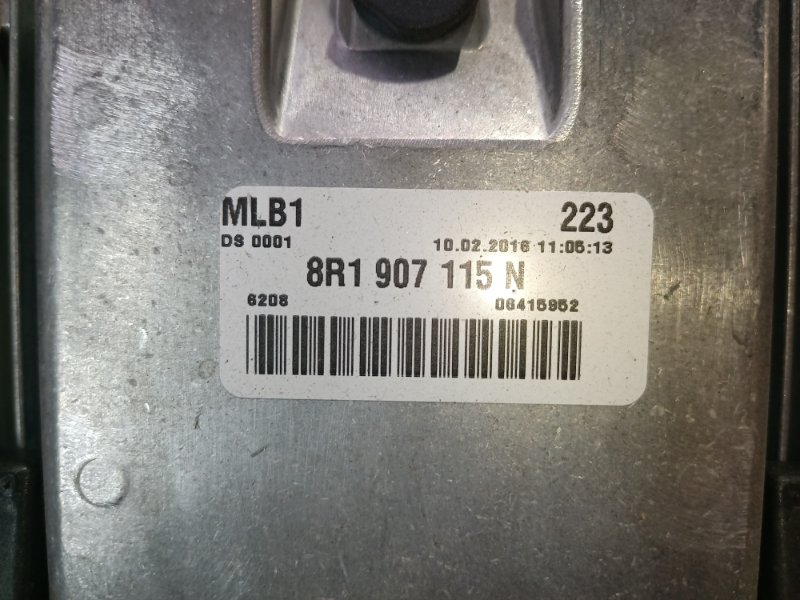 MLB1 223
DS 0001 10.02.2016 11:05:13
8R1 907 115 N
6208 06415952